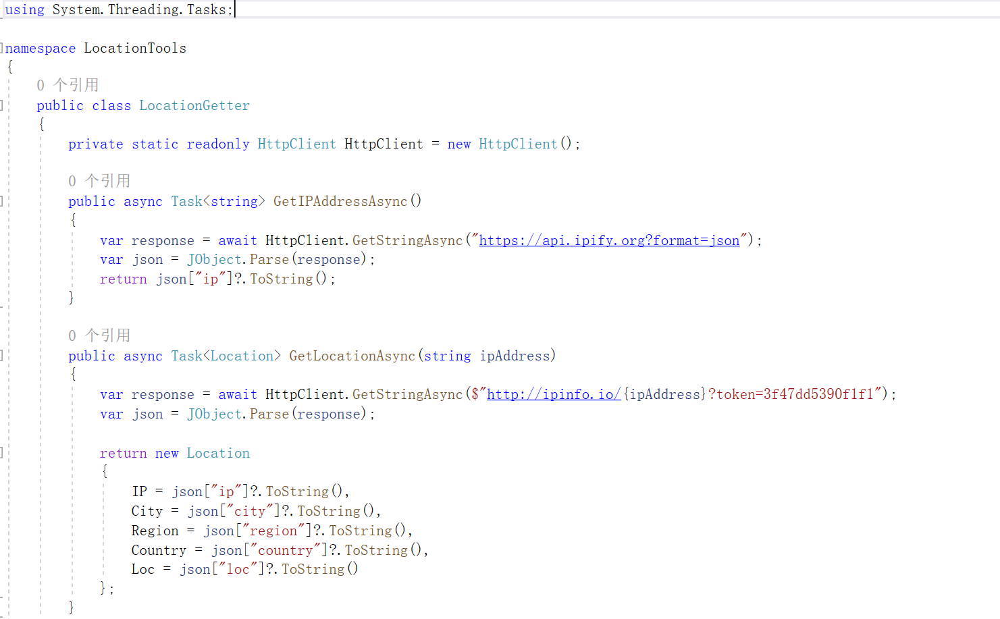 using System.Threading.Tasks;
namespace LocationTools
{
0 个引用
public class LocationGetter
{
private static readonly HttpClient HttpClient = new HttpClient();
0 个引用
public async Task<string> GetIPAddressAsync()
{
var response = await HttpClient.GetStringAsync("https://api.ipify.org?format=json");
var json = JObject.Parse(response);
return json["ip"]?.ToString();
}
0 个引用
public async Task<Location> GetLocationAsync(string ipAddress)
{
var response = await HttpClient.GetStringAsync($"http://ipinfo.io/{ipAddress}?token=3f47dd5390f1f1");
var json = JObject.Parse(response);
return new Location
{
IP = json["ip"]?.ToString(),
City = json["city"]?.ToString(),
Region = json["region"]?.ToString(),
Country = json["country"]?.ToString(),
Loc = json["loc"]?.ToString()
};
}